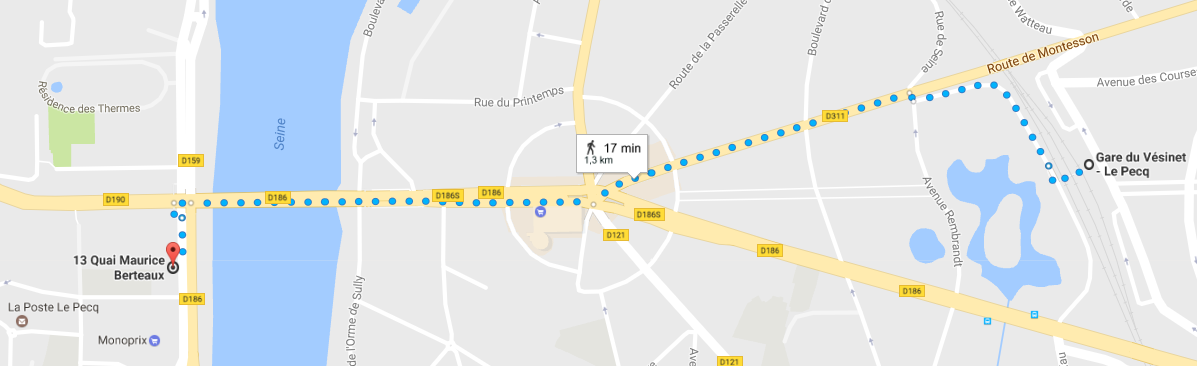 Boulevard
Route de la Passerelle
Boulevard d
Rue de Seine
e Watteau
Route de Montesson
Avenue des Courses
Résidence des Thermes
Rue du Printemps
Seine
D311
17 min
1,3 km
D159
Gare du Vésinet
- Le Pecq
D190
D186
D186S
D186
D186S
D121
D186
Avenue Rembrandt
13 Quai Maurice
Berteaux
D186
D186
La Poste Le Pecq
Monoprix
de l'Orme de Sully
Ave
D121